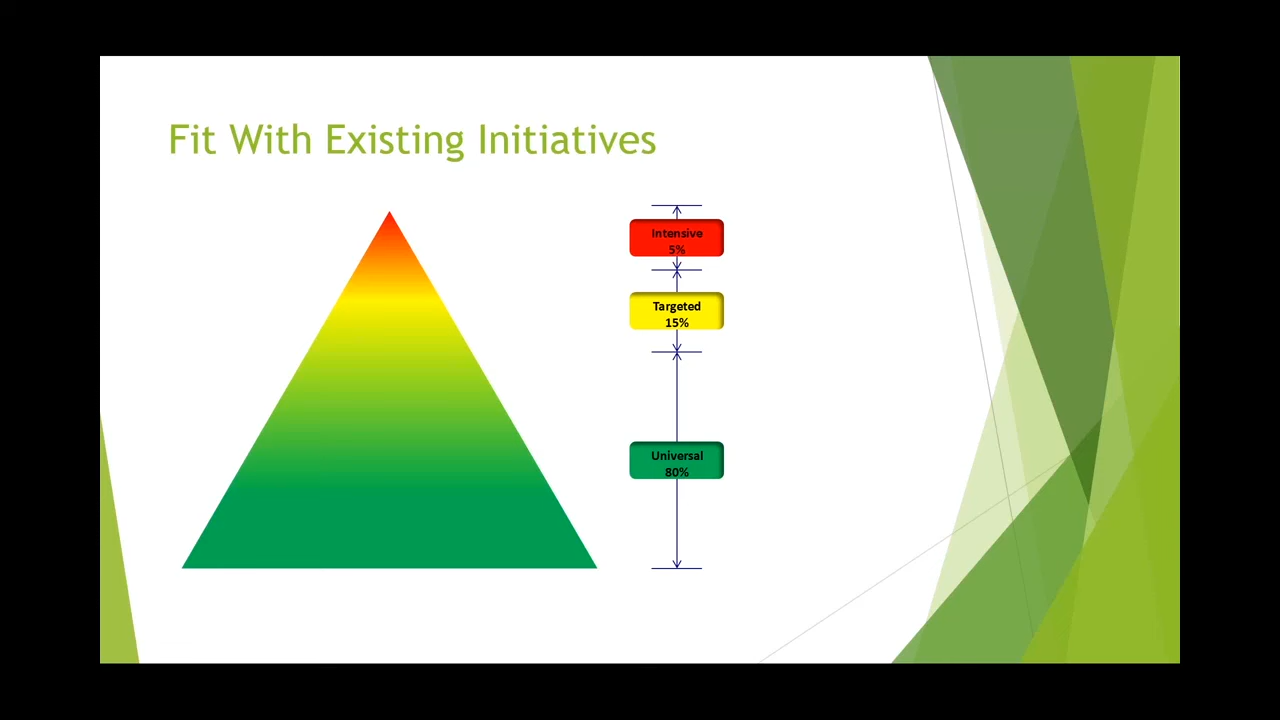 Fit With Existing Initiatives
Intensive
5%
Targeted
15%
Universal
80%